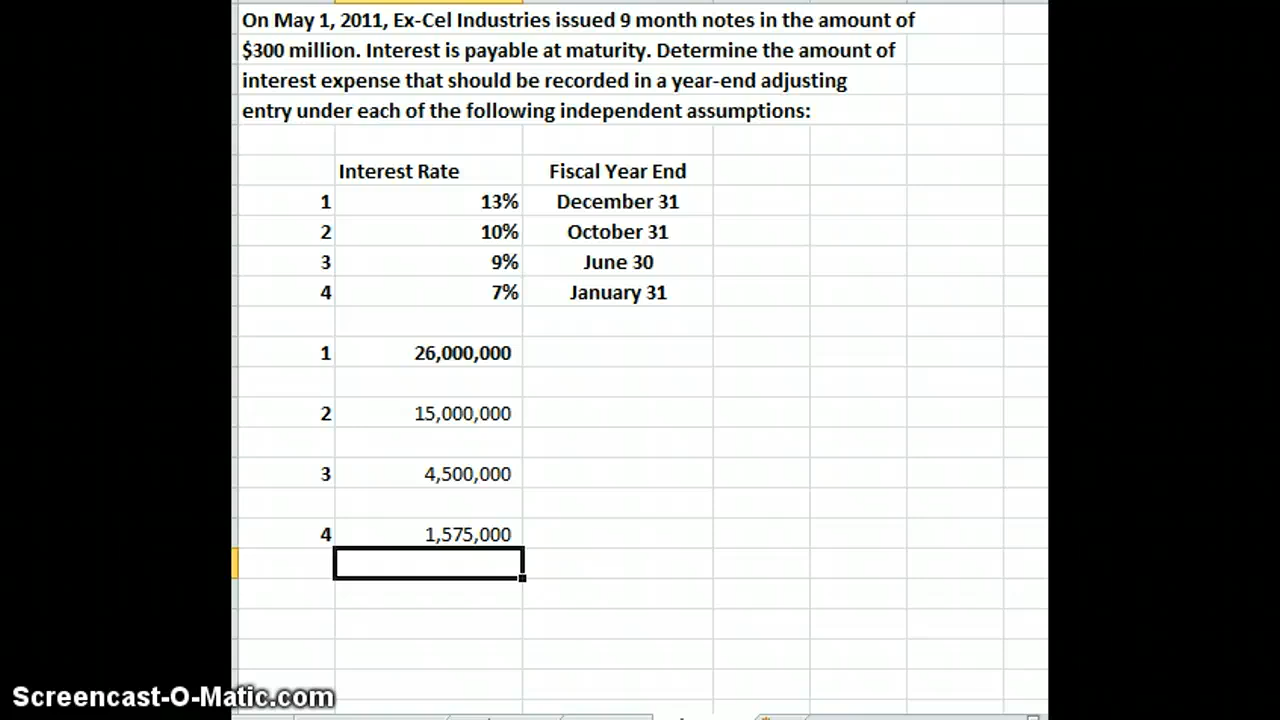 On May 1, 2011, Ex-Cel Industries issued 9 month notes in the amount of
$300 million. Interest is payable at maturity. Determine the amount of
interest expense that should be recorded in a year-end adjusting
entry under each of the following independent assumptions:
Interest Rate Fiscal Year End
1 13% December 31
2 10% October 31
3 9% June 30
4 7% January 31
1 26,000,000
2 15,000,000
3 4,500,000
4 1,575,000
Screencast-O-Matic.com